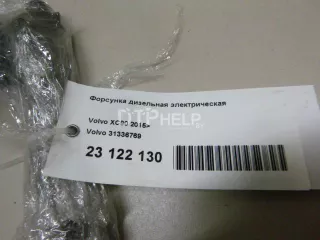 Форсунка дизельная электрическая
Volvo XC90 2015>
Volvo 31336769
23 122 130